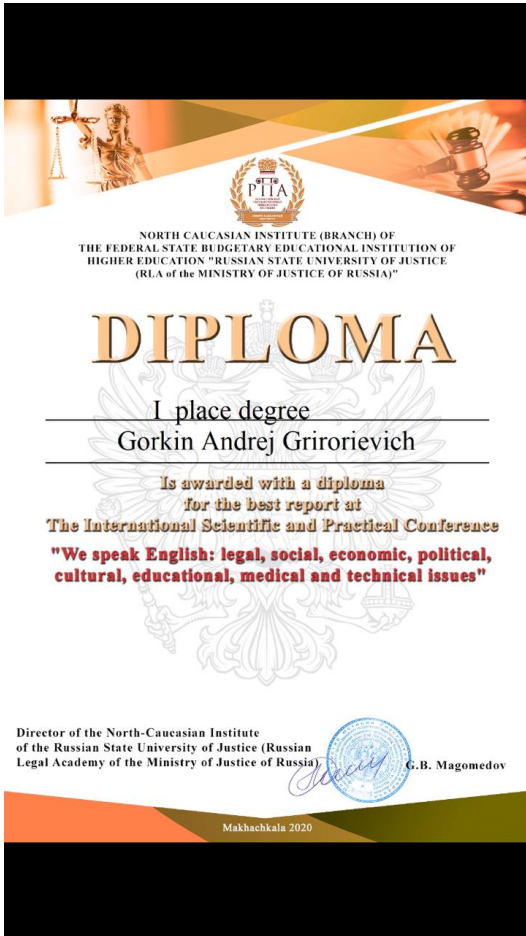 РПА
NORTH CAUCASIAN INSTITUTE (BRANCH) OF
THE FEDERAL STATE BUDGETARY EDUCATIONAL INSTITUTION OF
HIGHER EDUCATION "RUSSIAN STATE UNIVERSITY OF JUSTICE
(RLA of the MINISTRY OF JUSTICE OF RUSSIA)"
DIPLOMA
I place degree
Gorkin Andrej Grirorievich
Is awarded with a diploma
for the best report at
The International Scientific and Practical Conference
"We speak English: legal, social, economic, political,
cultural, educational, medical and technical issues"
Director of the North-Caucasian Institute
of the Russian State University of Justice (Russian
Legal Academy of the Ministry of Justice of Russia)
G.B. Magomedov
Makhachkala 2020